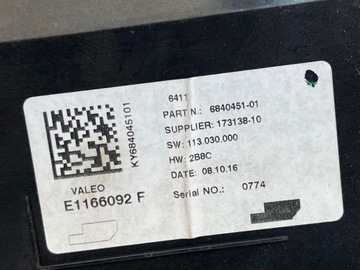 6411
PART N.: 6840451-01
SUPPLIER: 173138-10
SW: 113.030.000
HW: 2B8C
DATE: 08.10.16
Serial NO.: 0774
KY684045101
VALEO
E1166092 F